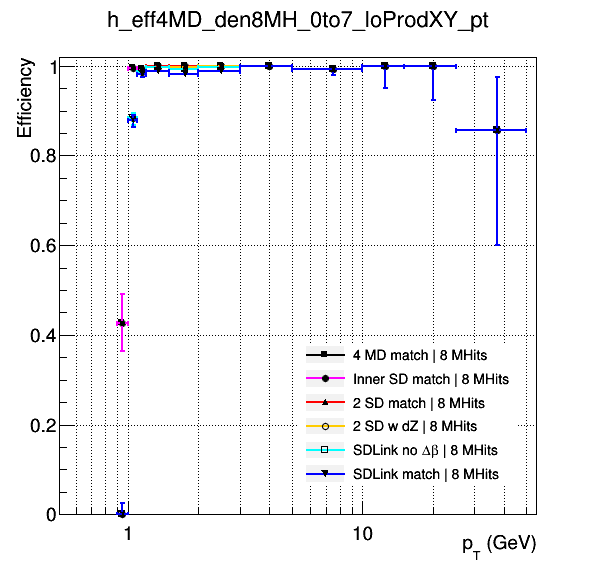 h_eff4MD_den8MH_0to7_loProdXY_pt
Efficiency
1
0.8
0.6
0.4
0.2
0
4 MD match | 8 MHits
Inner SD match | 8 MHits
2 SD match | 8 MHits
2 SD w dZ | 8 MHits
SDLink no Δβ | 8 MHits
SDLink match | 8 MHits
1
10
p_T (GeV)